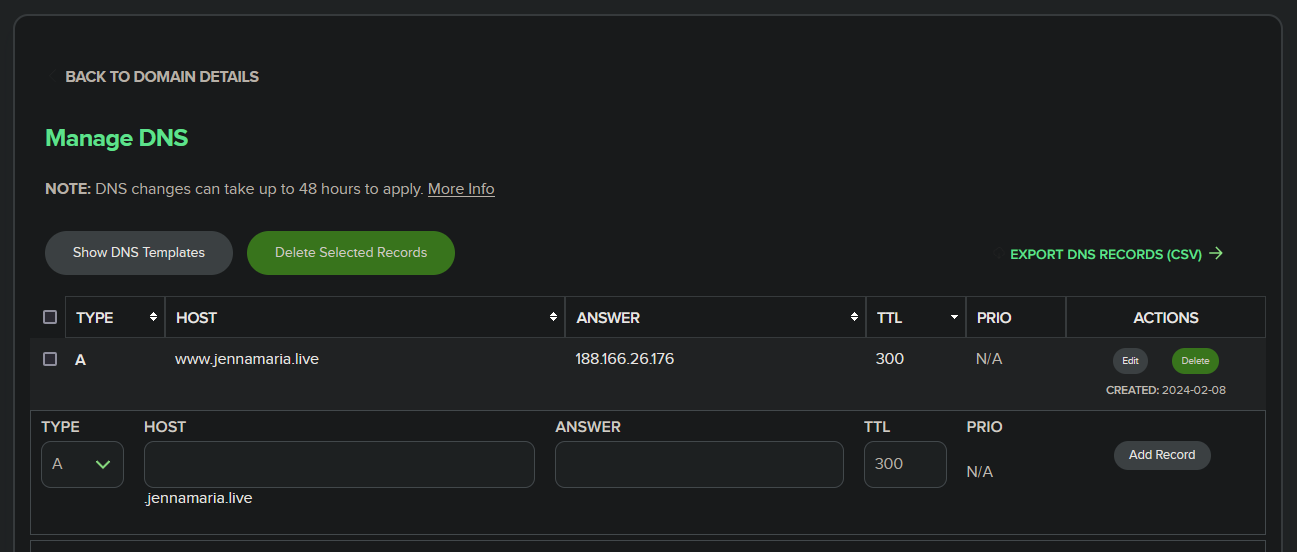 BACK TO DOMAIN DETAILS
Manage DNS
NOTE: DNS changes can take up to 48 hours to apply. More Info
Show DNS Templates Delete Selected Records EXPORT DNS RECORDS (CSV)
TYPE HOST ANSWER TTL PRIO ACTIONS
A www.jennamaria.live 188.166.26.176 300 N/A Edit Delete
CREATED: 2024-02-08
TYPE HOST ANSWER TTL PRIO
A 300 N/A Add Record
.jennamaria.live